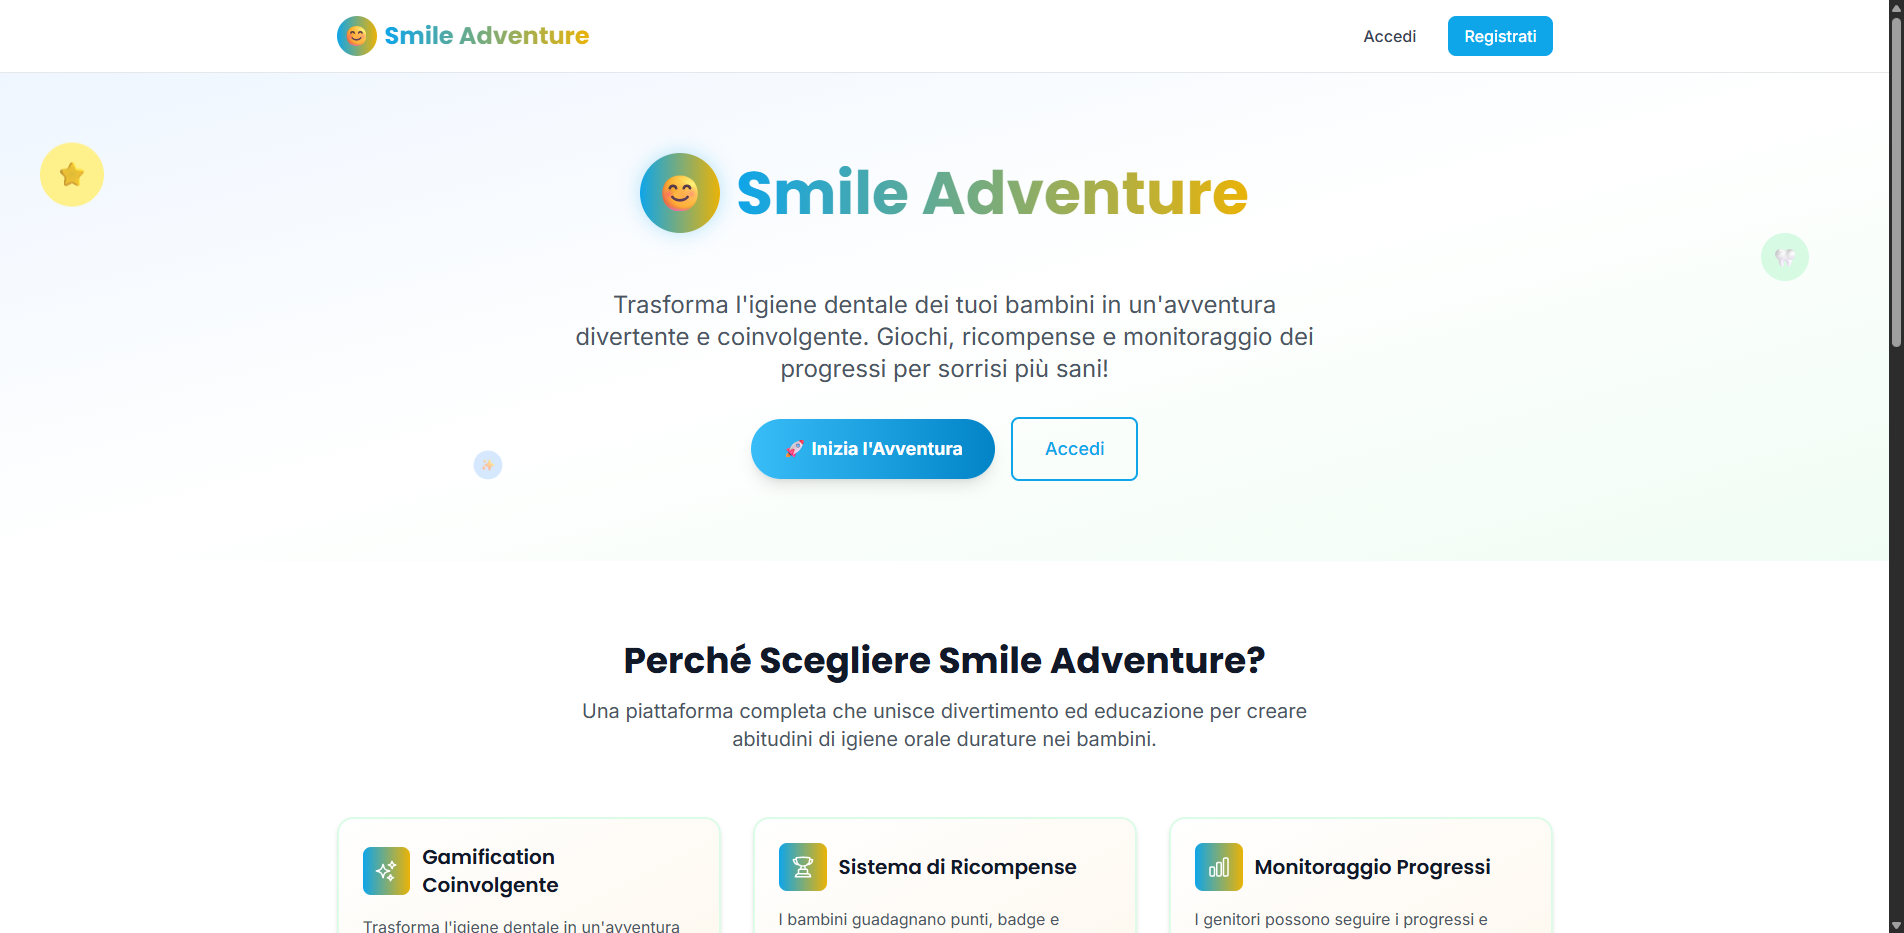 Smile Adventure
Accedi
Registrati
Smile Adventure
Trasforma l'igiene dentale dei tuoi bambini in un'avventura
divertente e coinvolgente. Giochi, ricompense e monitoraggio dei
progressi per sorrisi più sani!
🚀 Inizia l'Avventura
Accedi
Perché Scegliere Smile Adventure?
Una piattaforma completa che unisce divertimento ed educazione per creare
abitudini di igiene orale durature nei bambini.
Gamification
Coinvolgente
Trasforma l'igiene dentale in un'avventura
Sistema di Ricompense
I bambini guadagnano punti, badge e
Monitoraggio Progressi
I genitori possono seguire i progressi e